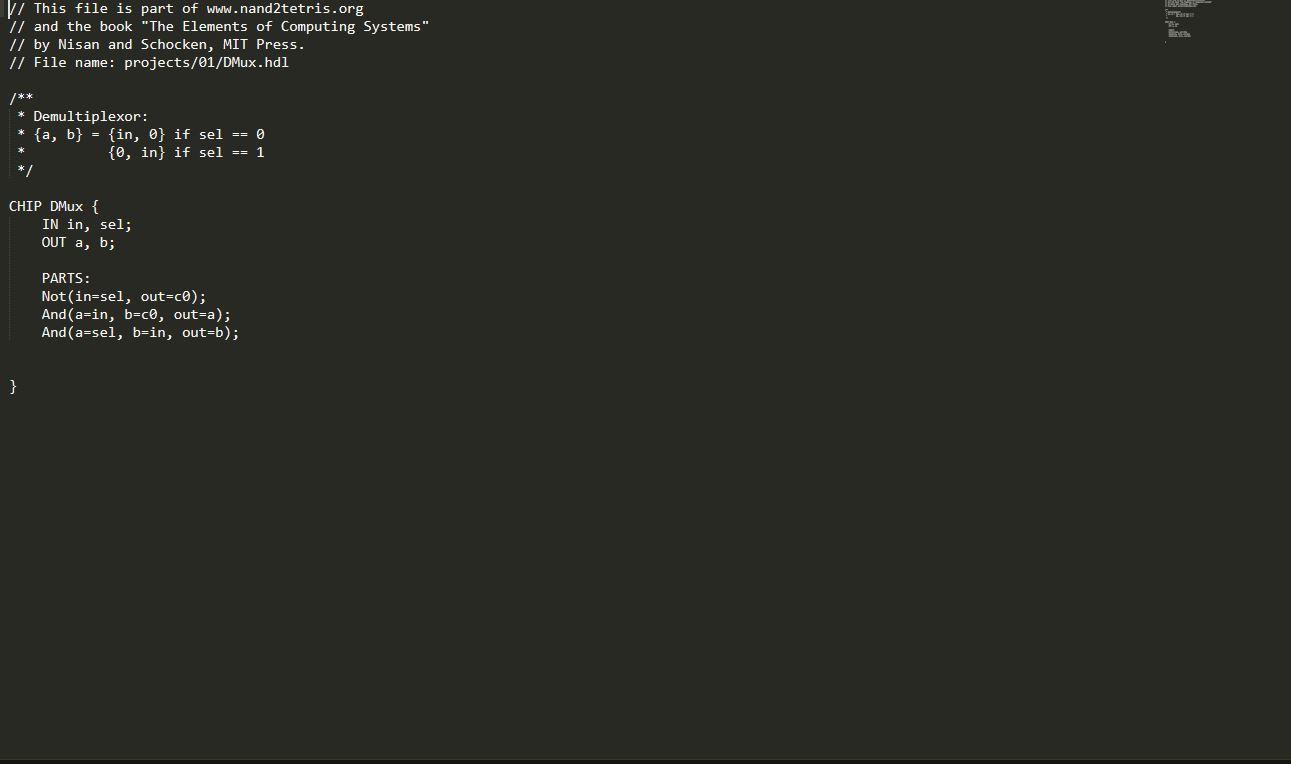 // This file is part of www.nand2tetris.org
// and the book "The Elements of Computing Systems"
// by Nisan and Schocken, MIT Press.
// File name: projects/01/DMux.hdl

/**
 * Demultiplexor:
 * {a, b} = {in, 0} if sel == 0
 *          {0, in} if sel == 1
 */

CHIP DMux {
    IN in, sel;
    OUT a, b;

    PARTS:
    Not(in=sel, out=c0);
    And(a=in, b=c0, out=a);
    And(a=sel, b=in, out=b);


}